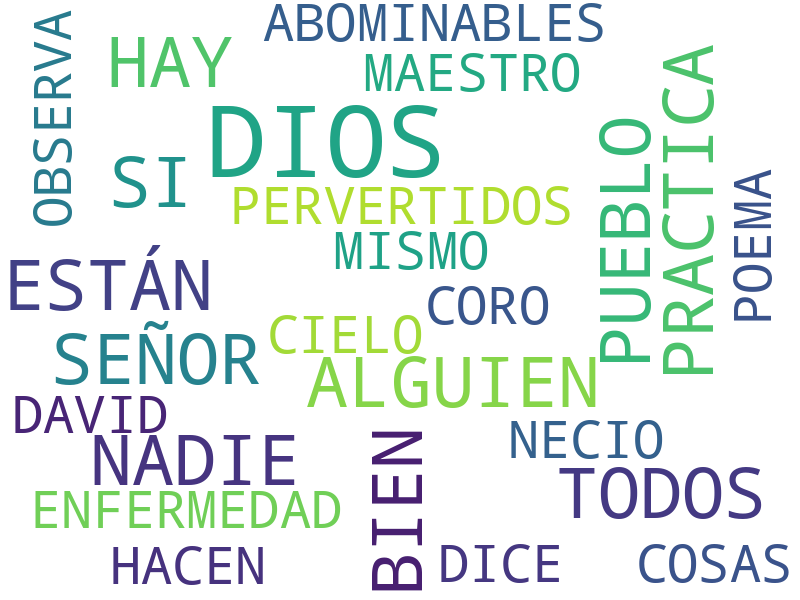 ABOMINABLES
OBSERVA
HAY
MAESTRO
PRACTICA
DIOS
PUEBLO
SI
POEMA
PERVERTIDOS
MISMO
ESTÁN
CORO
CIELO
SEÑOR
ALGUIEN
DAVID
NECIO
NADIE
BIEN
TODOS
ENFERMEDAD
HACEN
DICE
COSAS